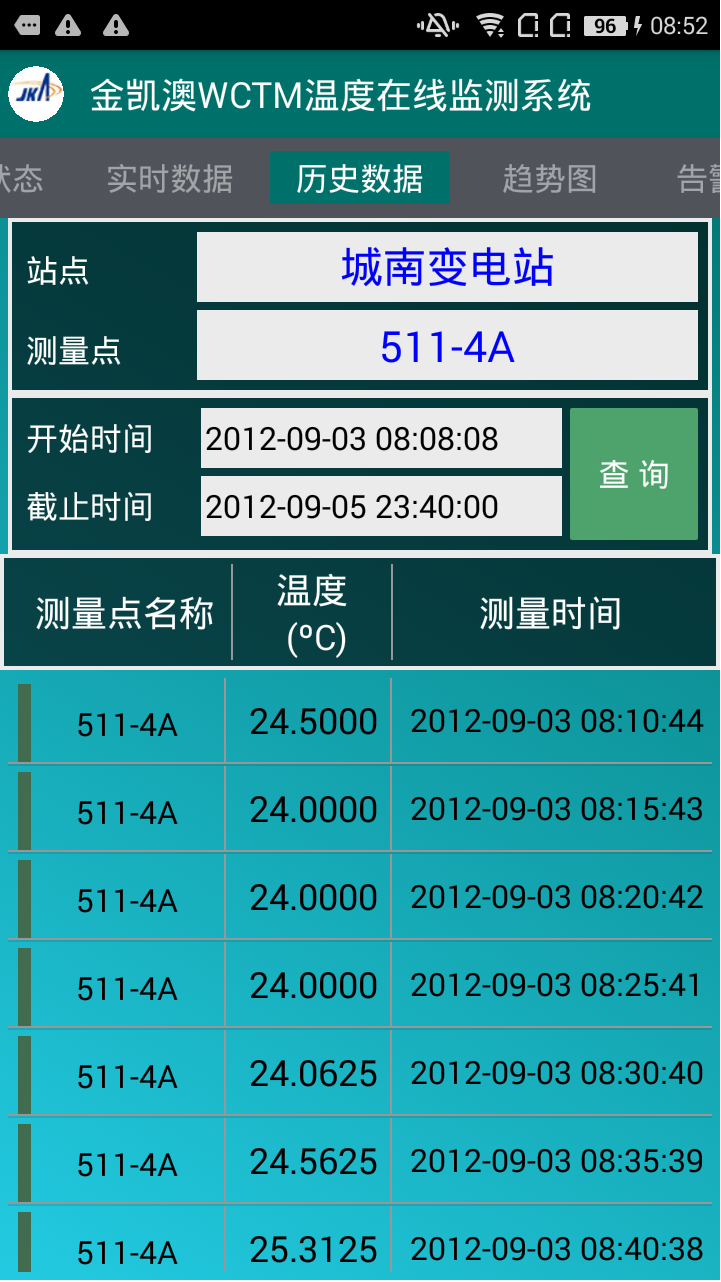 96 08:52
JKA
金凯澳WCTM温度在线监测系统
状态 实时数据 历史数据 趋势图 告警
站点 城南变电站
测量点 511-4A
开始时间 2012-09-03 08:08:08
截止时间 2012-09-05 23:40:00
查 询
测量点名称 温度 测量时间
(ºC)
511-4A 24.5000 2012-09-03 08:10:44
511-4A 24.0000 2012-09-03 08:15:43
511-4A 24.0000 2012-09-03 08:20:42
511-4A 24.0000 2012-09-03 08:25:41
511-4A 24.0625 2012-09-03 08:30:40
511-4A 24.5625 2012-09-03 08:35:39
511-4A 25.3125 2012-09-03 08:40:38